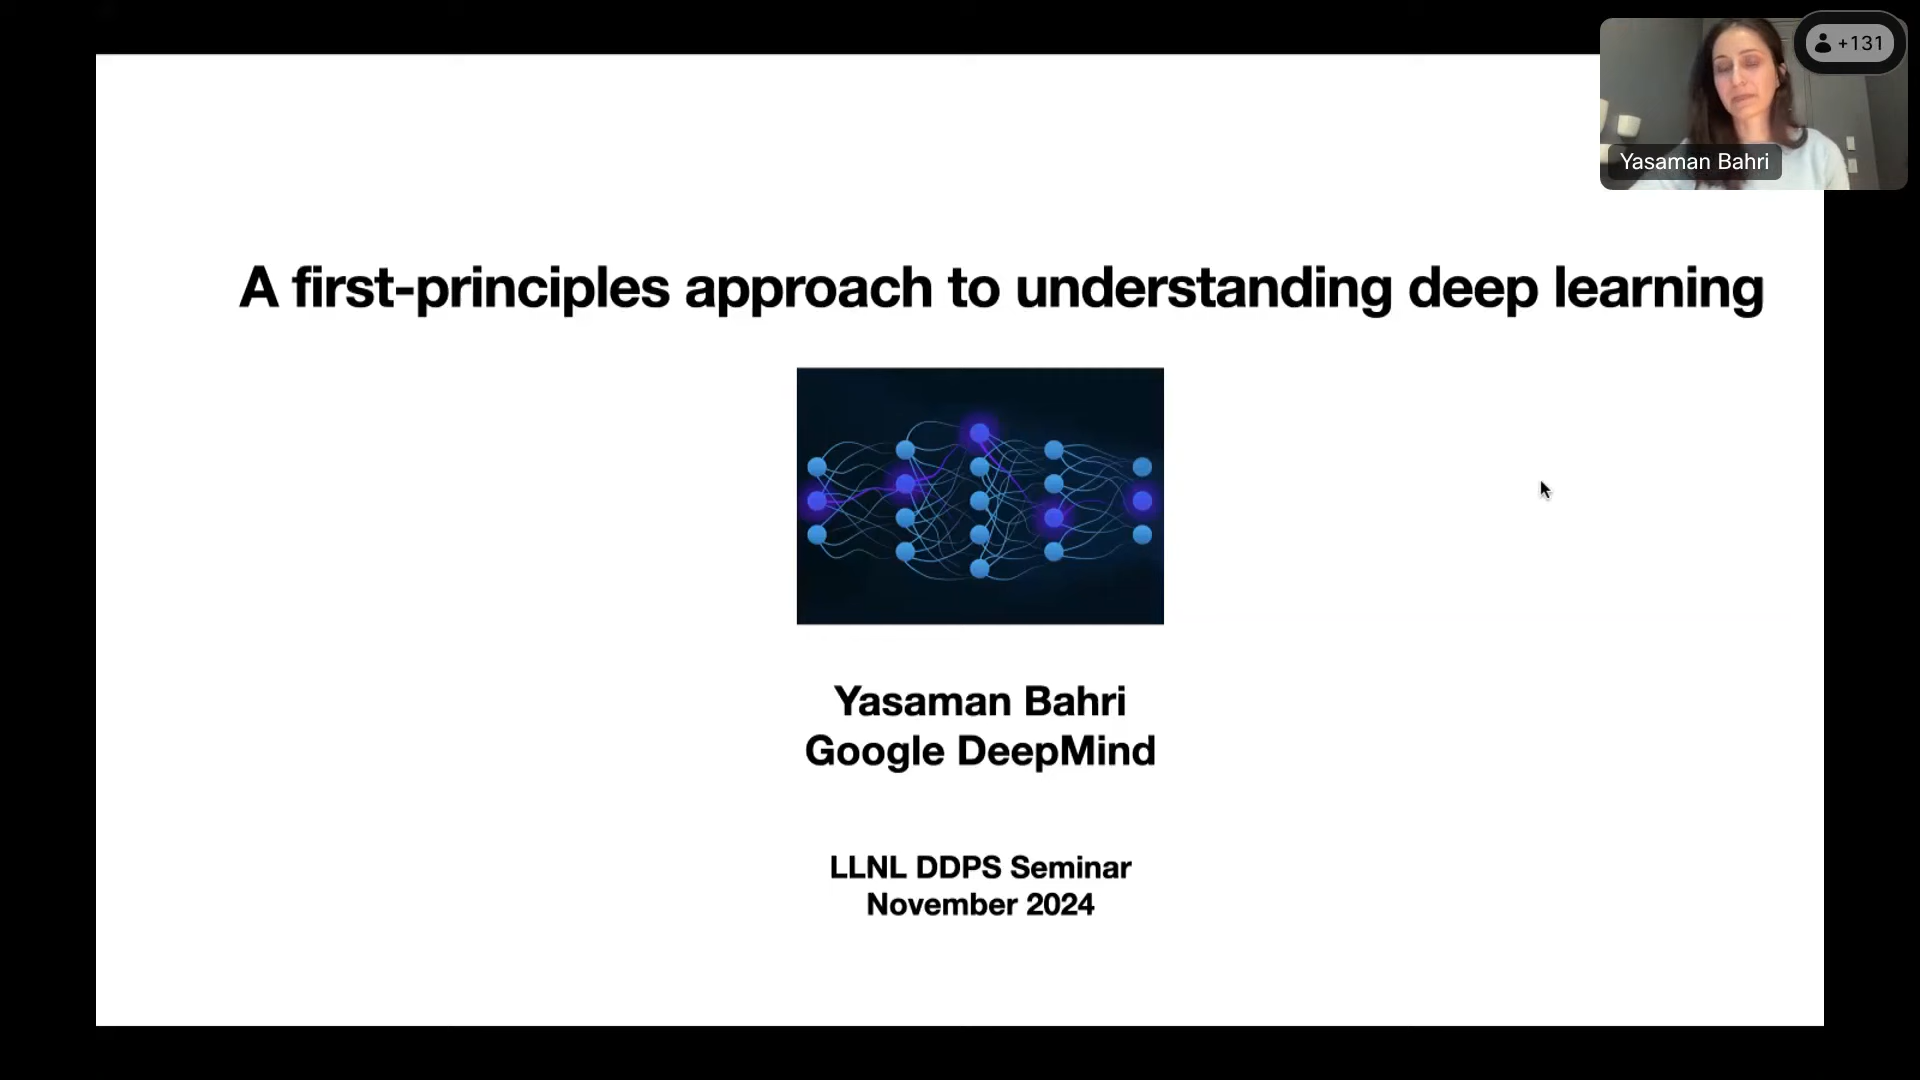 +131
Yasaman Bahri
A first-principles approach to understanding deep learning
Yasaman Bahri
Google DeepMind
LLNL DDPS Seminar
November 2024